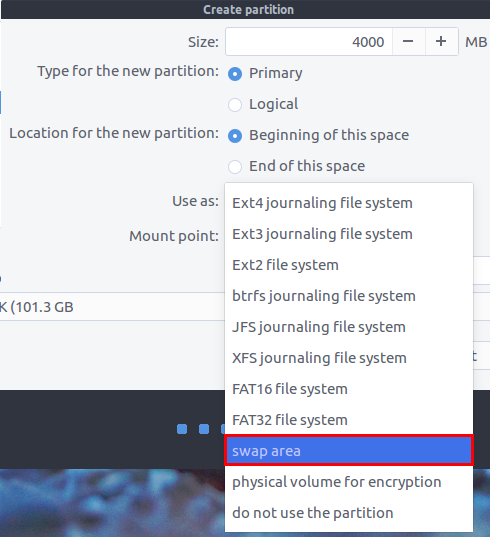 Create partition
Size: 4000 − + MB
Type for the new partition: Primary
Logical
Location for the new partition: Beginning of this space
End of this space
Use as:
Ext4 journaling file system
Ext3 journaling file system
Mount point:
Ext2 file system
btrfs journaling file system
K (101.3 GB
JFS journaling file system
XFS journaling file system
FAT16 file system
FAT32 file system
swap area
physical volume for encryption
do not use the partition